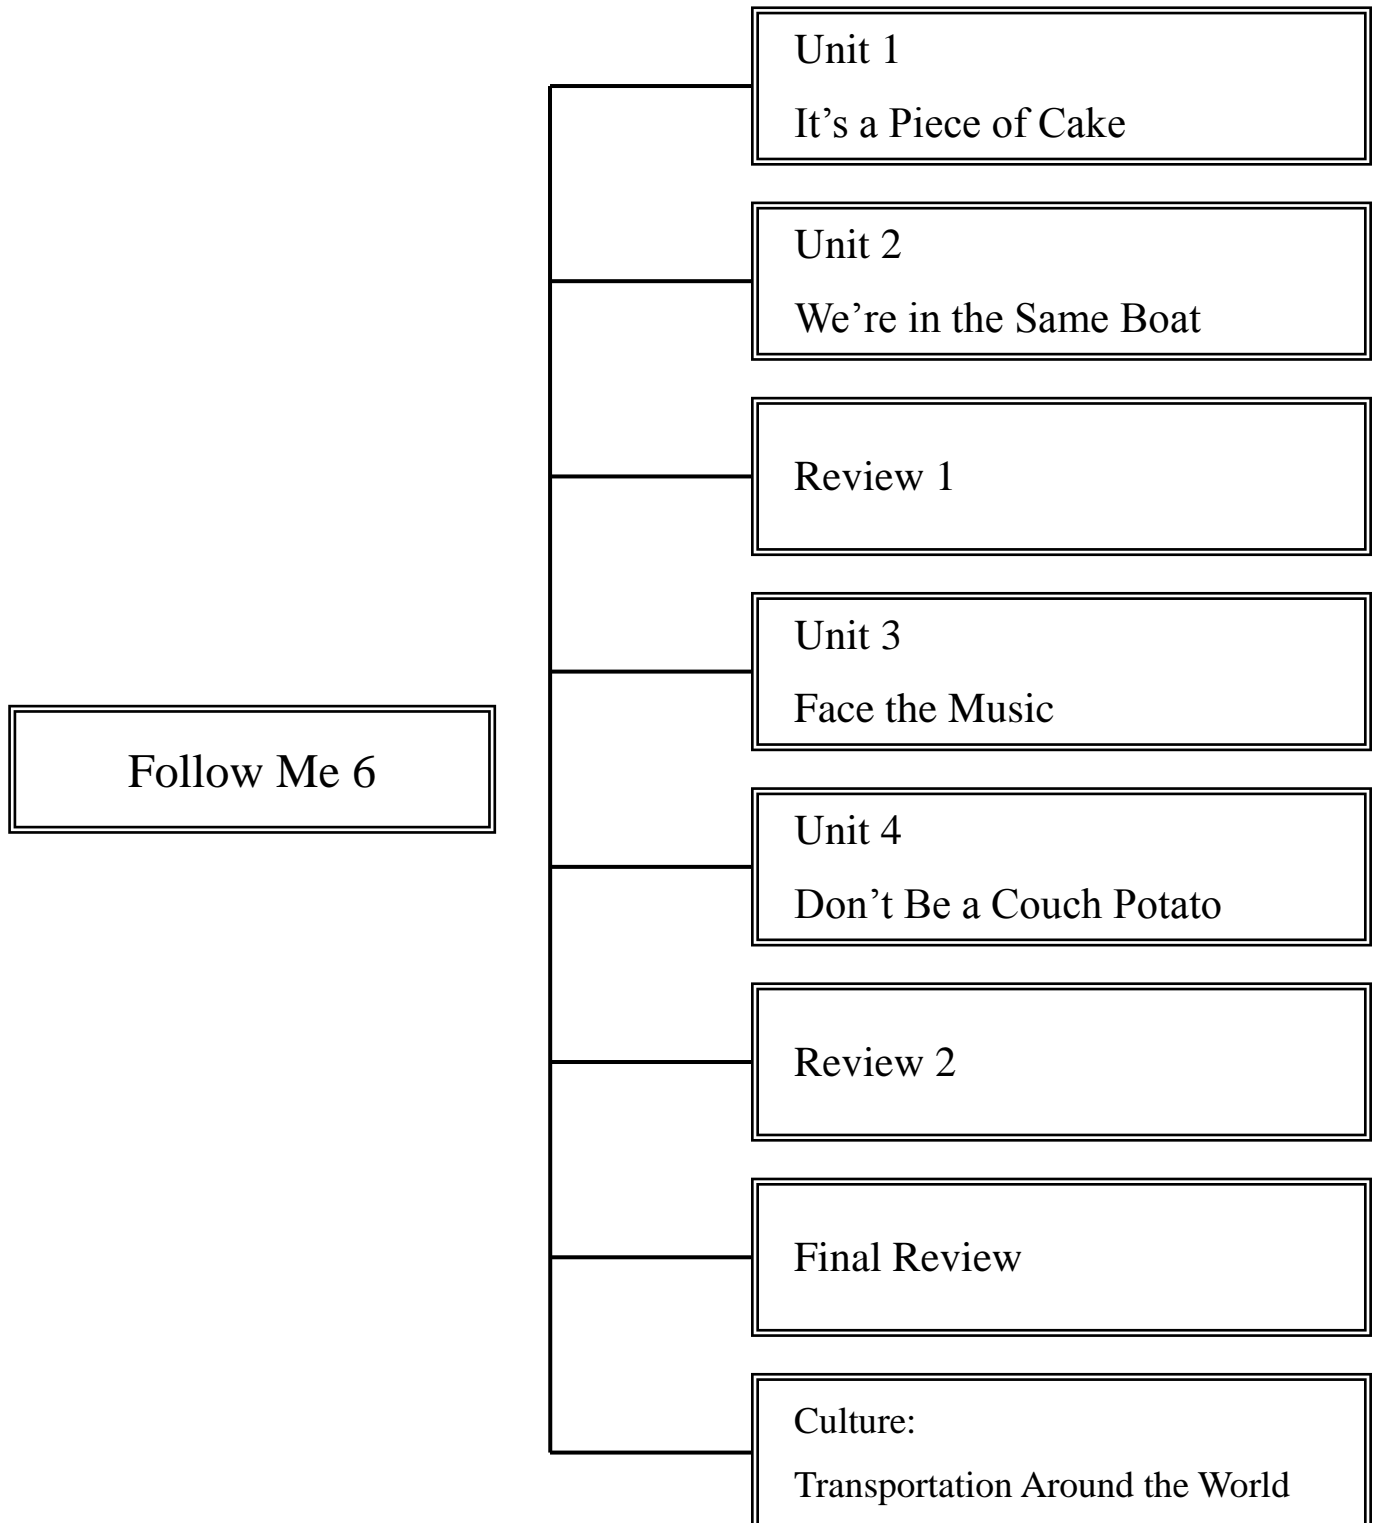 Unit 1
It’s a Piece of Cake
Unit 2
We’re in the Same Boat
Review 1
Unit 3
Face the Music
Follow Me 6
Unit 4
Don’t Be a Couch Potato
Review 2
Final Review
Culture:
Transportation Around the World